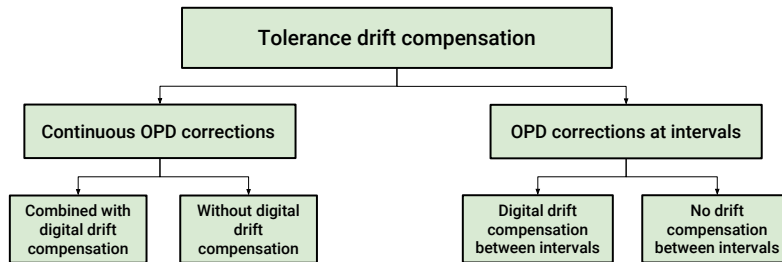 Tolerance drift compensation
Continuous OPD corrections
OPD corrections at intervals
Combined with
digital drift
compensation
Without digital
drift
compensation
Digital drift
compensation
between intervals
No drift
compensation
between intervals